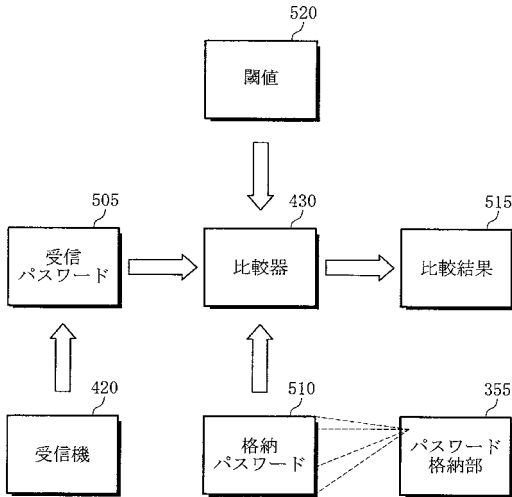 520
閾値
505
受信
パスワード
430
比較器
515
比較結果
420
受信機
510
格納
パスワード
355
パスワード
格納部